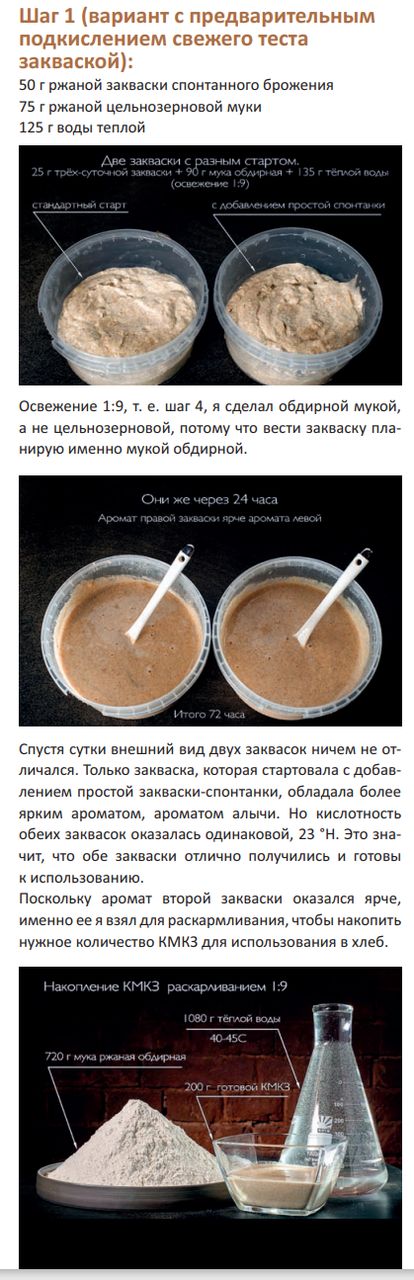 Шаг 1 (вариант с предварительным
подкислением свежего теста
закваской):
50 г ржаной закваски спонтанного брожения
75 г ржаной цельнозерновой муки
125 г воды теплой
Две закваски с разным стартом.
25 г трёх-суточной закваски + 90 г мука обдирная + 135 г тёплой воды
(освежение 1:9)
стандартный старт
с добавлением простой спонтанки
Освежение 1:9, т. е. шаг 4, я сделал обдирной мукой,
а не цельнозерновой, потому что вести закваску пла-
нирую именно мукой обдирной.
Они же через 24 часа
Аромат правой закваски ярче аромата левой
Итого 72 часа
Спустя сутки внешний вид двух заквасок ничем не от-
личался. Только закваска, которая стартовала с добав-
лением простой закваски-спонтанки, обладала более
ярким ароматом, ароматом алычи. Но кислотность
обеих заквасок оказалась одинаковой, 23 °Н. Это зна-
чит, что обе закваски отлично получились и готовы
к использованию.
Поскольку аромат второй закваски оказался ярче,
именно ее я взял для раскармливания, чтобы накопить
нужное количество КМКЗ для использования в хлеб.
Накопление КМКЗ раскарливанием 1:9
1080 г тёплой воды
40-45С
720 г мука ржаная обдирная
200 г готовой КМКЗ